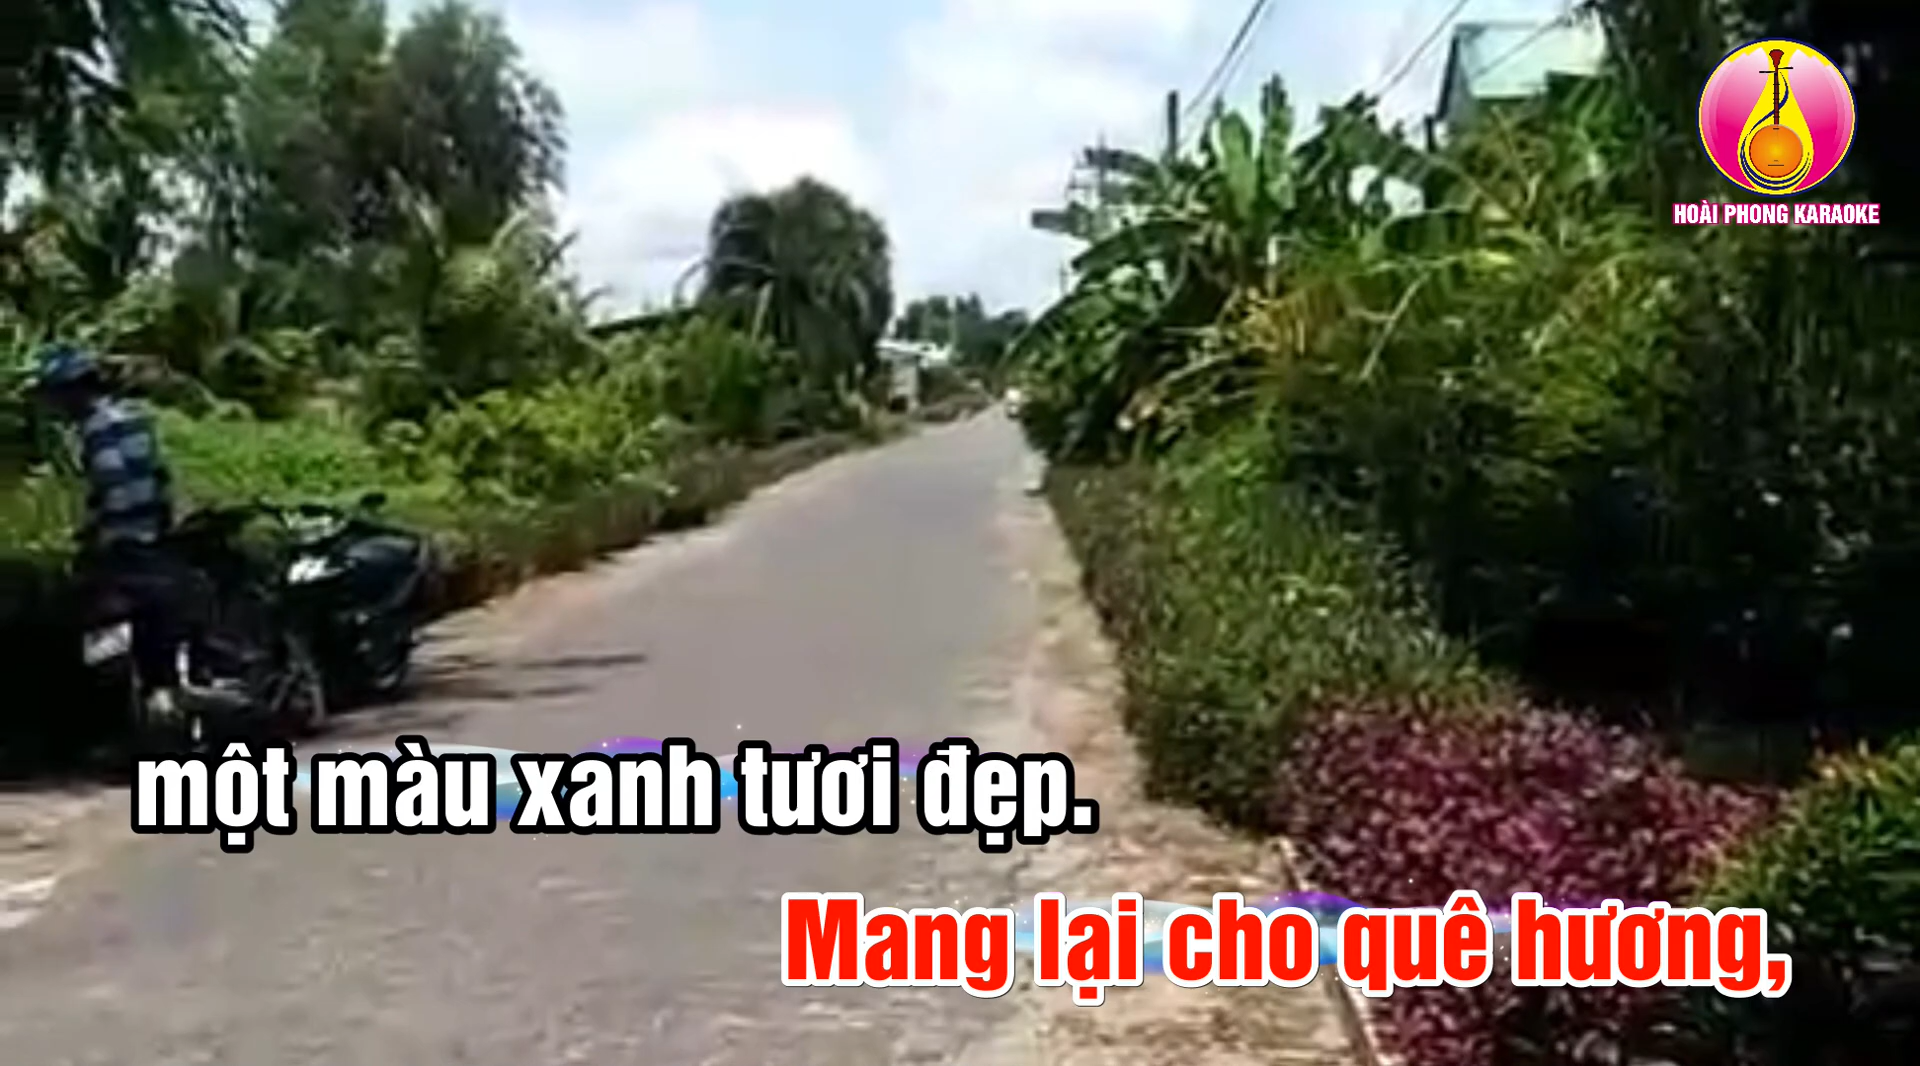 HOÀI PHONG KARAOKE
một màu xanh tươi đẹp.
Mang lại cho quê hương,